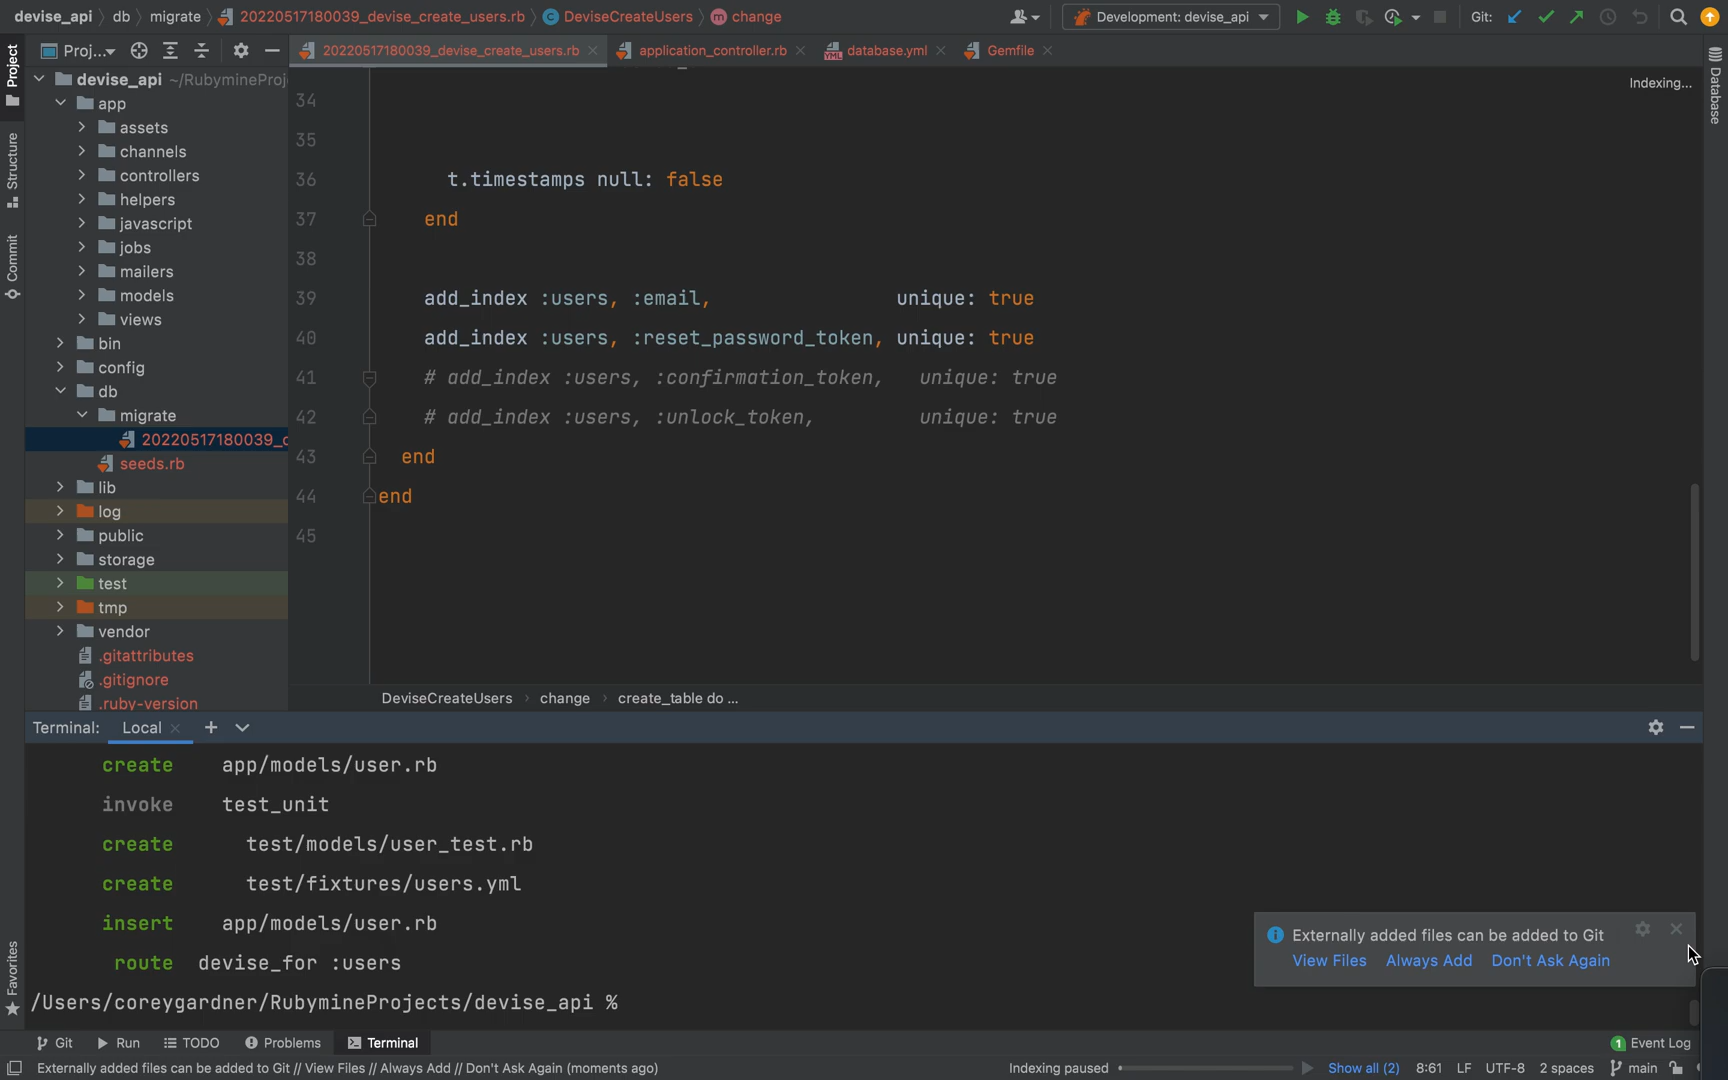 devise_api db migrate 20220517180039_devise_create_users.rb DeviseCreateUsers change
Development: devise_api
Git:
Proj...
20220517180039_devise_create_users.rb application_controller.rb database.yml Gemfile
Project
Structure
Commit
Favorites
Database
Indexing...
devise_api ~/RubymineProj
app
assets
channels
controllers
helpers
javascript
jobs
mailers
models
views
bin
config
db
migrate
20220517180039_d
seeds.rb
lib
log
public
storage
test
tmp
vendor
.gitattributes
.gitignore
.ruby-version
34
35
36 t.timestamps null: false
37 end
38
39 add_index :users, :email, unique: true
40 add_index :users, :reset_password_token, unique: true
41 # add_index :users, :confirmation_token, unique: true
42 # add_index :users, :unlock_token, unique: true
43 end
44 end
45
DeviseCreateUsers change create_table do ...
Terminal: Local
create app/models/user.rb
invoke test_unit
create test/models/user_test.rb
create test/fixtures/users.yml
insert app/models/user.rb
route devise_for :users
/Users/coreygardner/RubymineProjects/devise_api %
Externally added files can be added to Git
View Files Always Add Don't Ask Again
Git Run TODO Problems Terminal
1 Event Log
Externally added files can be added to Git // View Files // Always Add // Don't Ask Again (moments ago)
Indexing paused Show all (2) 8:61 LF UTF-8 2 spaces main